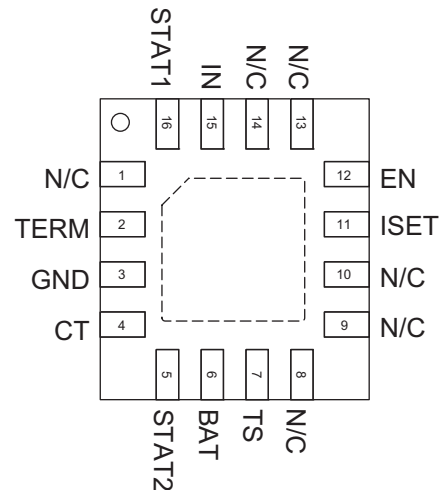 STAT1
IN
N/C
N/C
16
15
14
13
N/C 1
12 EN
TERM 2
11 ISET
GND 3
10 N/C
CT 4
9 N/C
5
6
7
8
STAT2
BAT
TS
N/C